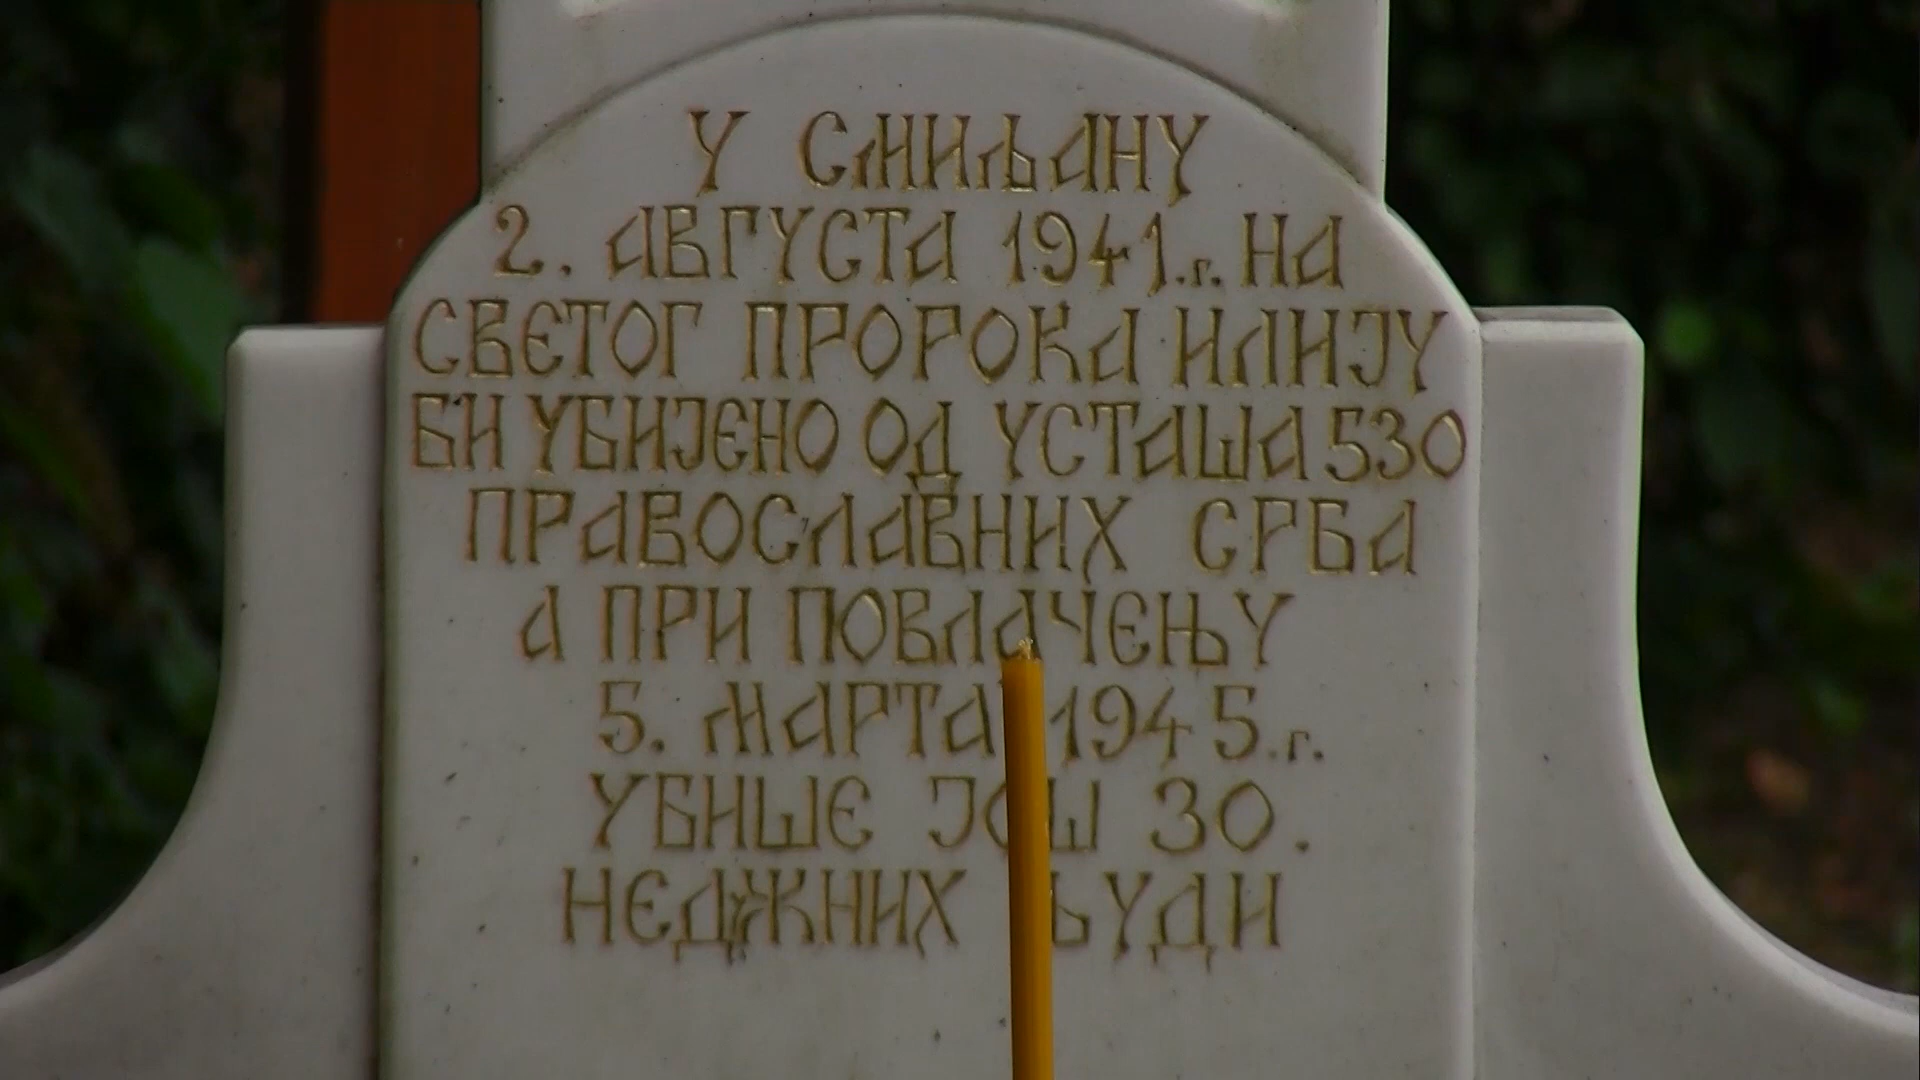 У СМИЉАНУ
2. АВГУСТА 1941.г. НА
СВЕТОГ ПРОРОКА ИЛИЈУ
БИ УБИЈЕНО ОД УСТАША 530
ПРАВОСЛАВНИХ СРБА
А ПРИ ПОВЛАЧЕЊУ
5. МАРТА 1945.г.
УБИШЕ ЈОШ 30.
НЕДЖНИХ ЉУДИ